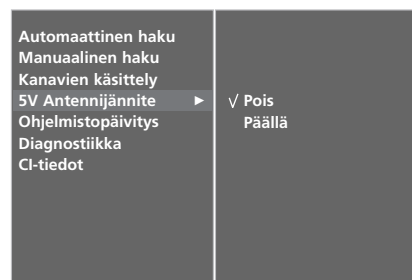 Automaattinen haku
Manuaalinen haku
Kanavien käsittely
5V Antennijännite ► √ Pois
Ohjelmistopäivitys Päällä
Diagnostiikka
CI-tiedot